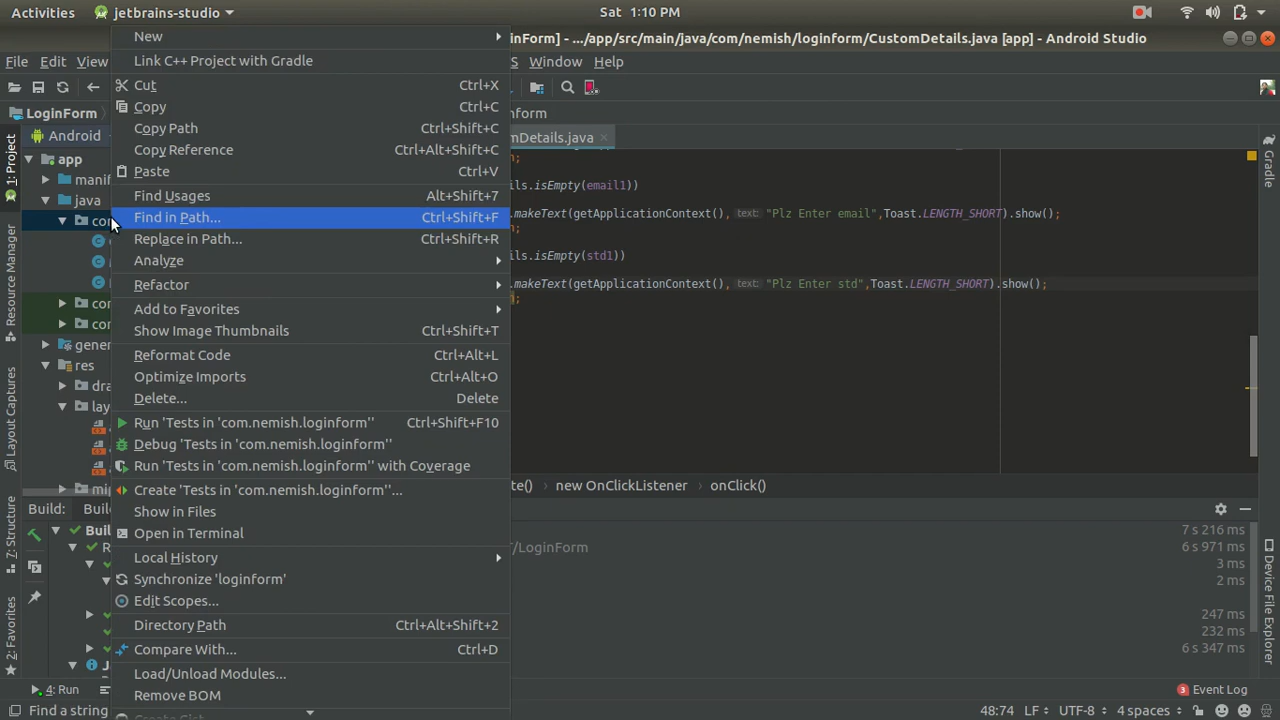 Activities jetbrains-studio Sat 1:10 PM
LoginForm] - .../app/src/main/java/com/nemish/loginform/CustomDetails.java [app] - Android Studio
File Edit View Window Help
LoginForm
Android
mDetails.java
1: Project
Resource Manager
Layout Captures
7: Structure
2: Favorites
Gradle
Device File Explorer
app
java
res
New
Link C++ Project with Gradle
Cut Ctrl+X
Copy Ctrl+C
Copy Path Ctrl+Shift+C
Copy Reference Ctrl+Alt+Shift+C
Paste Ctrl+V
Find Usages Alt+Shift+7
Find in Path... Ctrl+Shift+F
Replace in Path... Ctrl+Shift+R
Analyze
Refactor
Add to Favorites
Show Image Thumbnails Ctrl+Shift+T
Reformat Code Ctrl+Alt+L
Optimize Imports Ctrl+Alt+O
Delete... Delete
Run 'Tests in 'com.nemish.loginform'' Ctrl+Shift+F10
Debug 'Tests in 'com.nemish.loginform''
Run 'Tests in 'com.nemish.loginform'' with Coverage
Create 'Tests in 'com.nemish.loginform''...
Show in Files
Open in Terminal
Local History
Synchronize 'loginform'
Edit Scopes...
Directory Path Ctrl+Alt+Shift+2
Compare With... Ctrl+D
Load/Unload Modules...
Remove BOM
ils.isEmpty(email1))
.makeText(getApplicationContext(), text: "Plz Enter email",Toast.LENGTH_SHORT).show();
n;
ils.isEmpty(std1))
.makeText(getApplicationContext(), text: "Plz Enter std",Toast.LENGTH_SHORT).show();
n;
te() new OnClickListener onClick()
Build:
/LoginForm
7 s 216 ms
6 s 971 ms
3 ms
2 ms
247 ms
232 ms
6 s 347 ms
4: Run
3 Event Log
Find a string
48:74 LF UTF-8 4 spaces